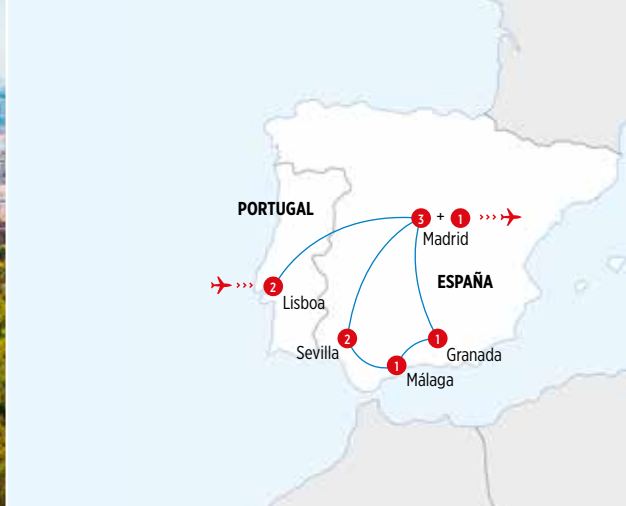 PORTUGAL
3 + 1
Madrid
ESPAÑA
2
Lisboa
2
Sevilla
1
Granada
1
Málaga